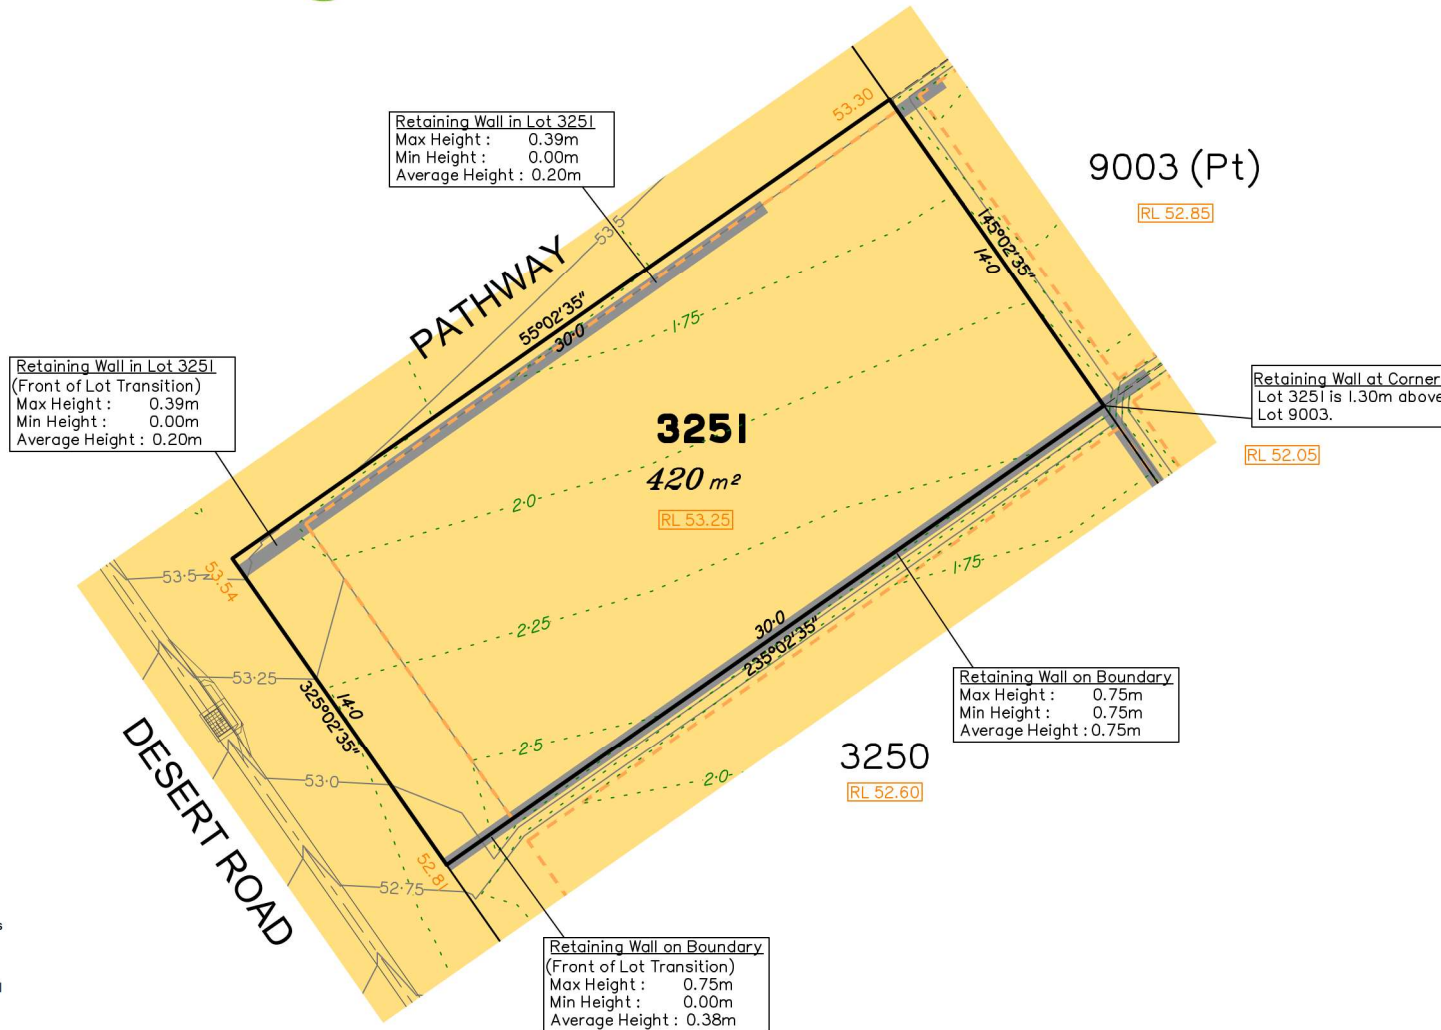 53.30
Retaining Wall in Lot 3251
Max Height : 0.39m
Min Height : 0.00m
Average Height : 0.20m
9003 (Pt)
RL 52.85
53.5
PATHWAY
55°02'35"
30.0
145°02'35"
14.0
1.75
Retaining Wall in Lot 3251
(Front of Lot Transition)
Max Height : 0.39m
Min Height : 0.00m
Average Height : 0.20m
Retaining Wall at Corner
Lot 3251 is 1.30m above
Lot 9003.
3251
420 m²
RL 53.25
RL 52.05
2.0
53.5
53.54
1.75
2.25
30.0
235°02'35"
53.25
325°02'35"
14.0
Retaining Wall on Boundary
Max Height : 0.75m
Min Height : 0.75m
Average Height : 0.75m
2.5
3250
RL 52.60
2.0
53.0
DESERT ROAD
52.81
52.75
Retaining Wall on Boundary
(Front of Lot Transition)
Max Height : 0.75m
Min Height : 0.00m
Average Height : 0.38m